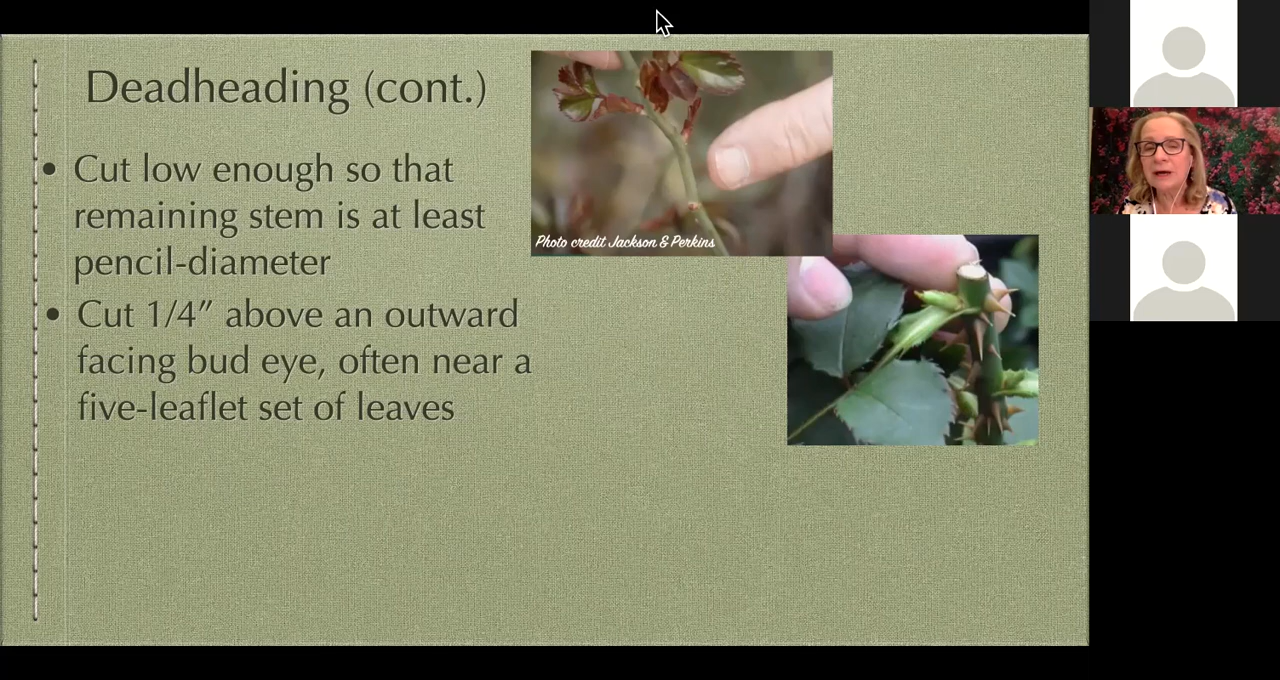 Deadheading (cont.)
• Cut low enough so that
remaining stem is at least
pencil-diameter
• Cut 1/4” above an outward
facing bud eye, often near a
five-leaflet set of leaves
Photo credit Jackson & Perkins